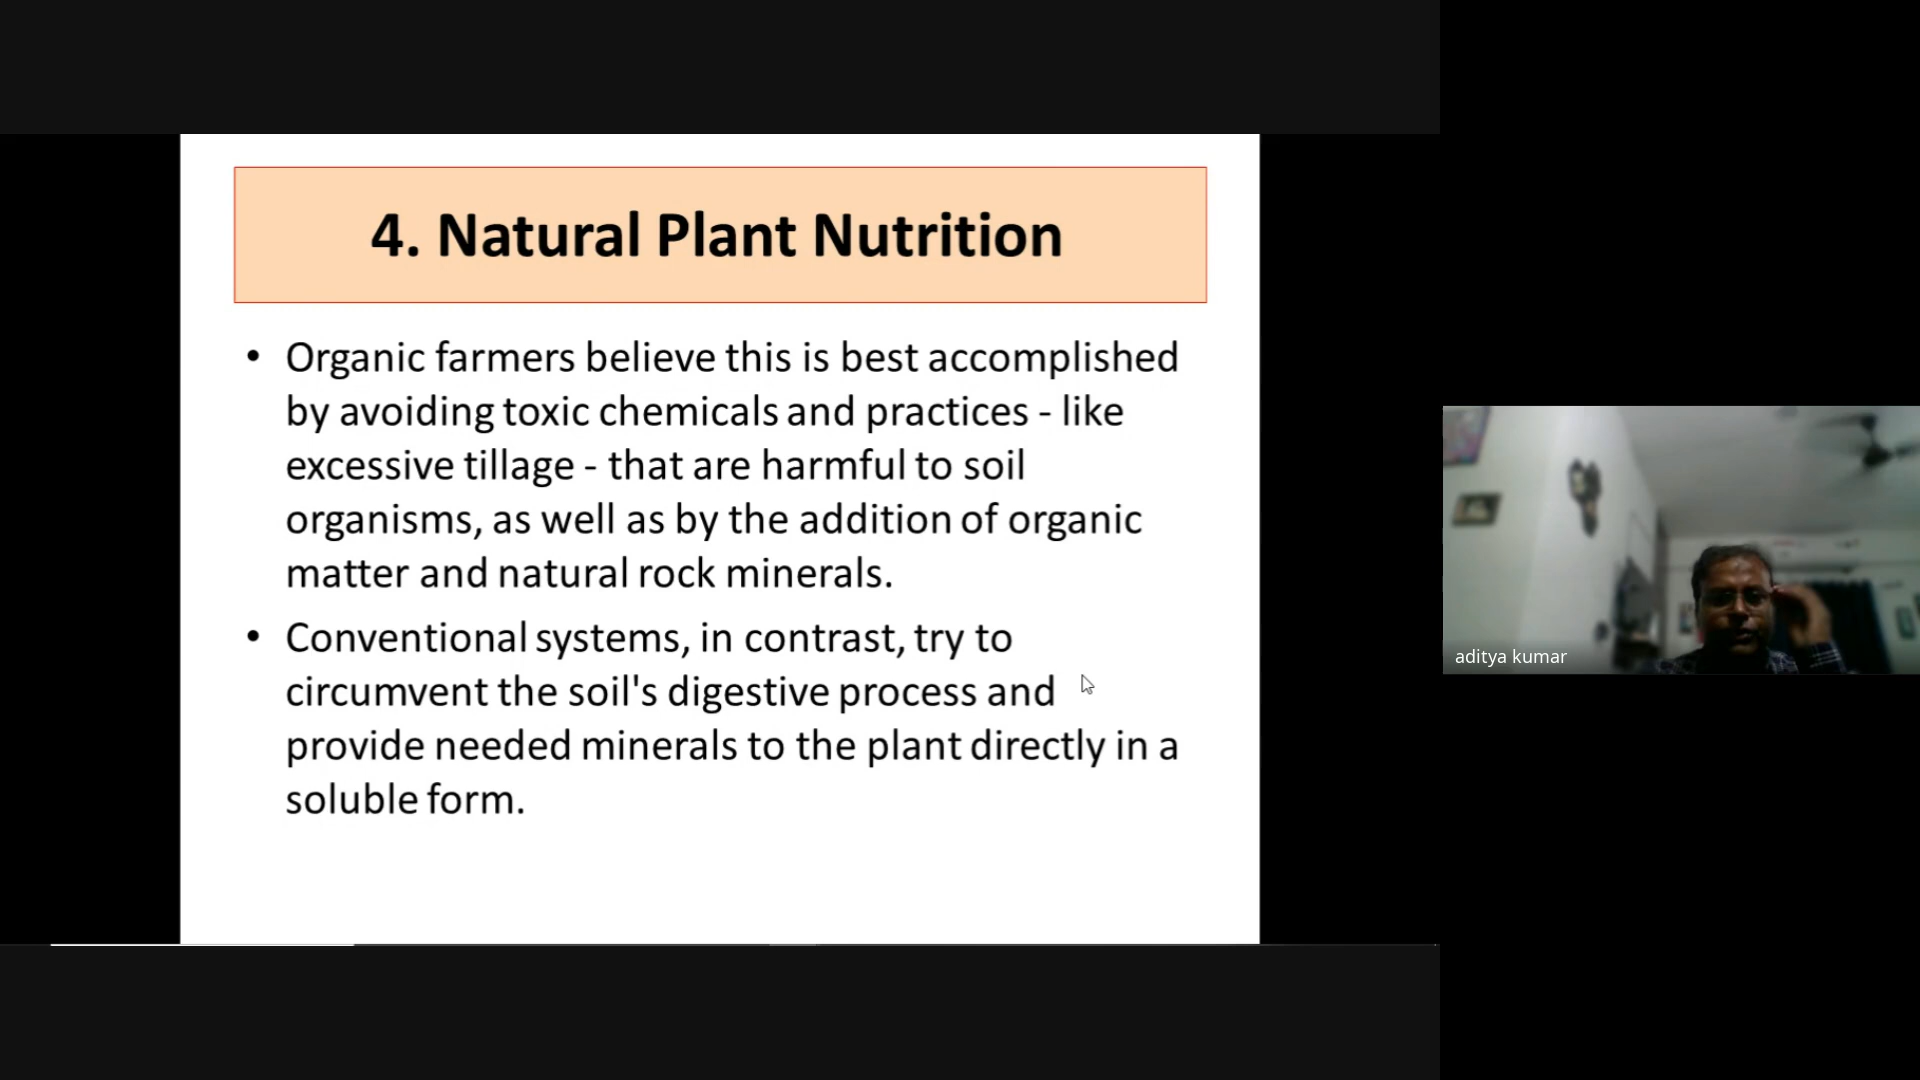 4. Natural Plant Nutrition
• Organic farmers believe this is best accomplished
by avoiding toxic chemicals and practices - like
excessive tillage - that are harmful to soil
organisms, as well as by the addition of organic
matter and natural rock minerals.
• Conventional systems, in contrast, try to
circumvent the soil's digestive process and
provide needed minerals to the plant directly in a
soluble form.
aditya kumar